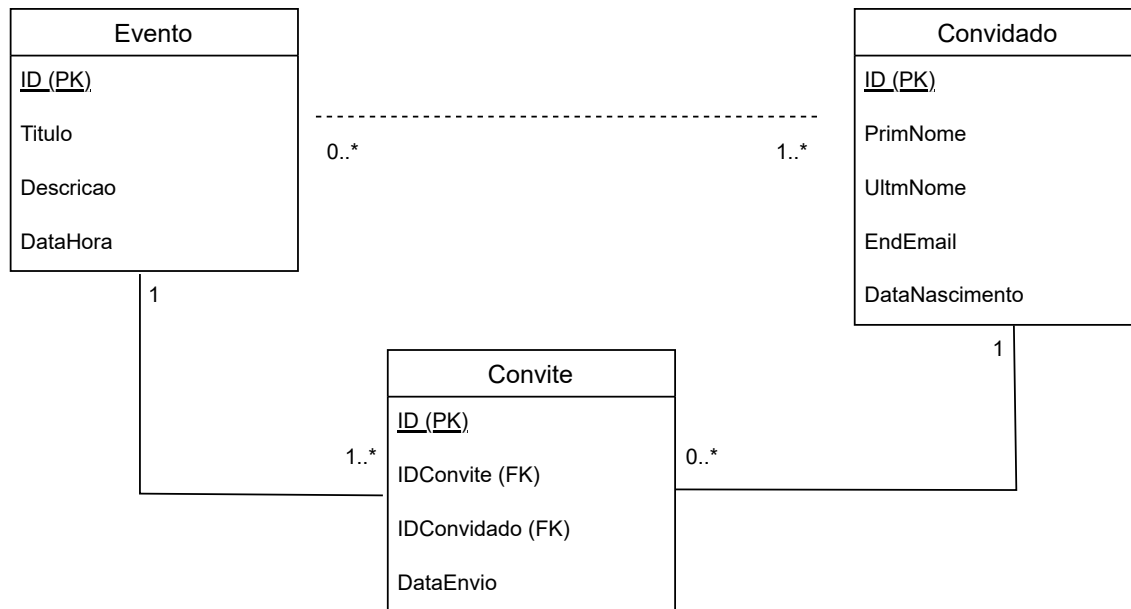 Evento
ID (PK)
Titulo
Descricao
DataHora
Convidado
ID (PK)
PrimNome
UltmNome
EndEmail
DataNascimento
0..*
1..*
1
1
Convite
ID (PK)
IDConvite (FK)
IDConvidado (FK)
DataEnvio
1..*
0..*